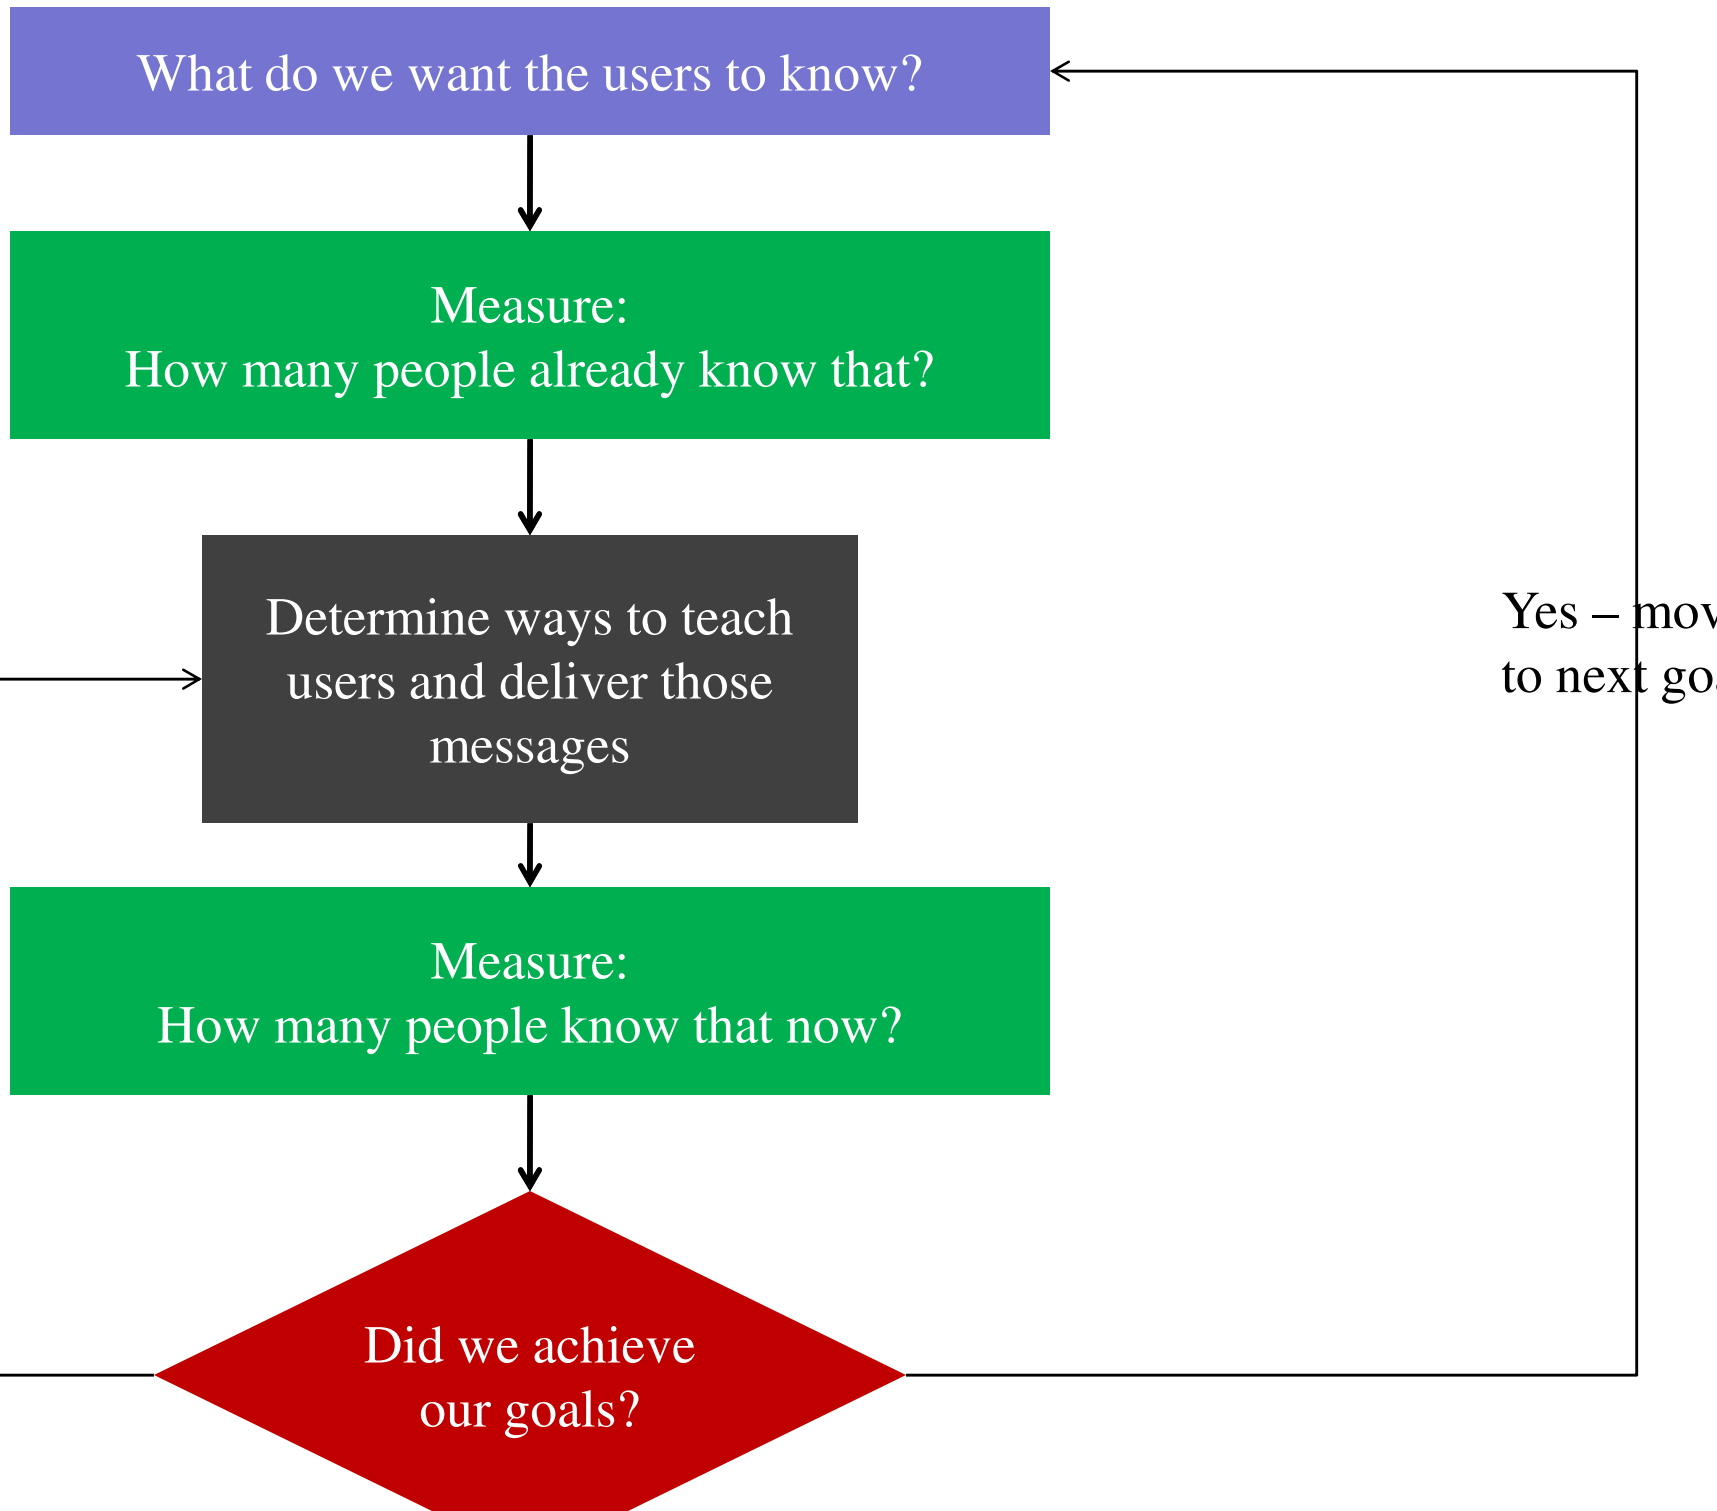 What do we want the users to know?
Measure:
How many people already know that?
Determine ways to teach
users and deliver those
messages
Yes –
to next
Measure:
How many people know that now?
Did we achieve
our goals?